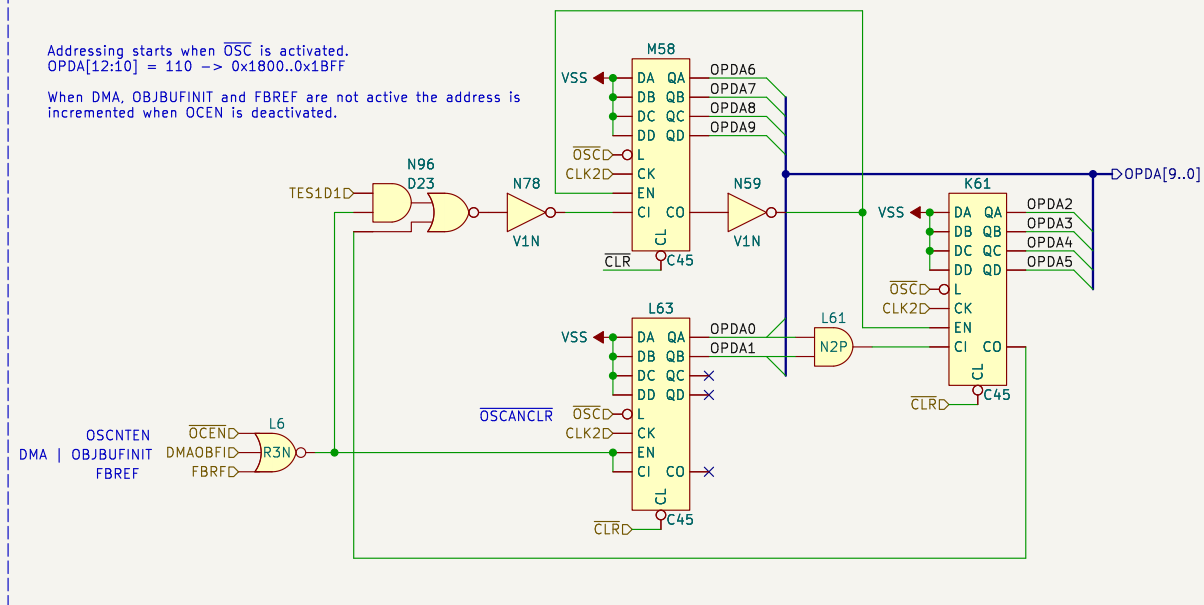 Addressing starts when OSC is activated.
OPDA[12:10] = 110 -> 0x1800..0x1BFF
When DMA, OBJBUFINIT and FBREF are not active the address is
incremented when OCEN is deactivated.
M58
VSS
DA QA
DB QB
DC QC
DD QD
OSC
L
CLK2
CK
EN
CI CO
CL
CLR
C45
OPDA6
OPDA7
OPDA8
OPDA9
N96
D23
TES1D1
N78
V1N
N59
V1N
OPDA[9..0]
K61
VSS
DA QA
DB QB
DC QC
DD QD
OSC
L
CLK2
CK
EN
CI CO
CL
CLR
C45
OPDA2
OPDA3
OPDA4
OPDA5
L63
VSS
DA QA
DB QB
DC QC
DD QD
OSCANCLR
OSC
L
CLK2
CK
EN
CI CO
CL
CLR
C45
OPDA0
OPDA1
L61
N2P
L6
R3N
OSCNTEN
OCEN
DMA | OBJBUFINIT
DMAOBFI
FBREF
FBRF